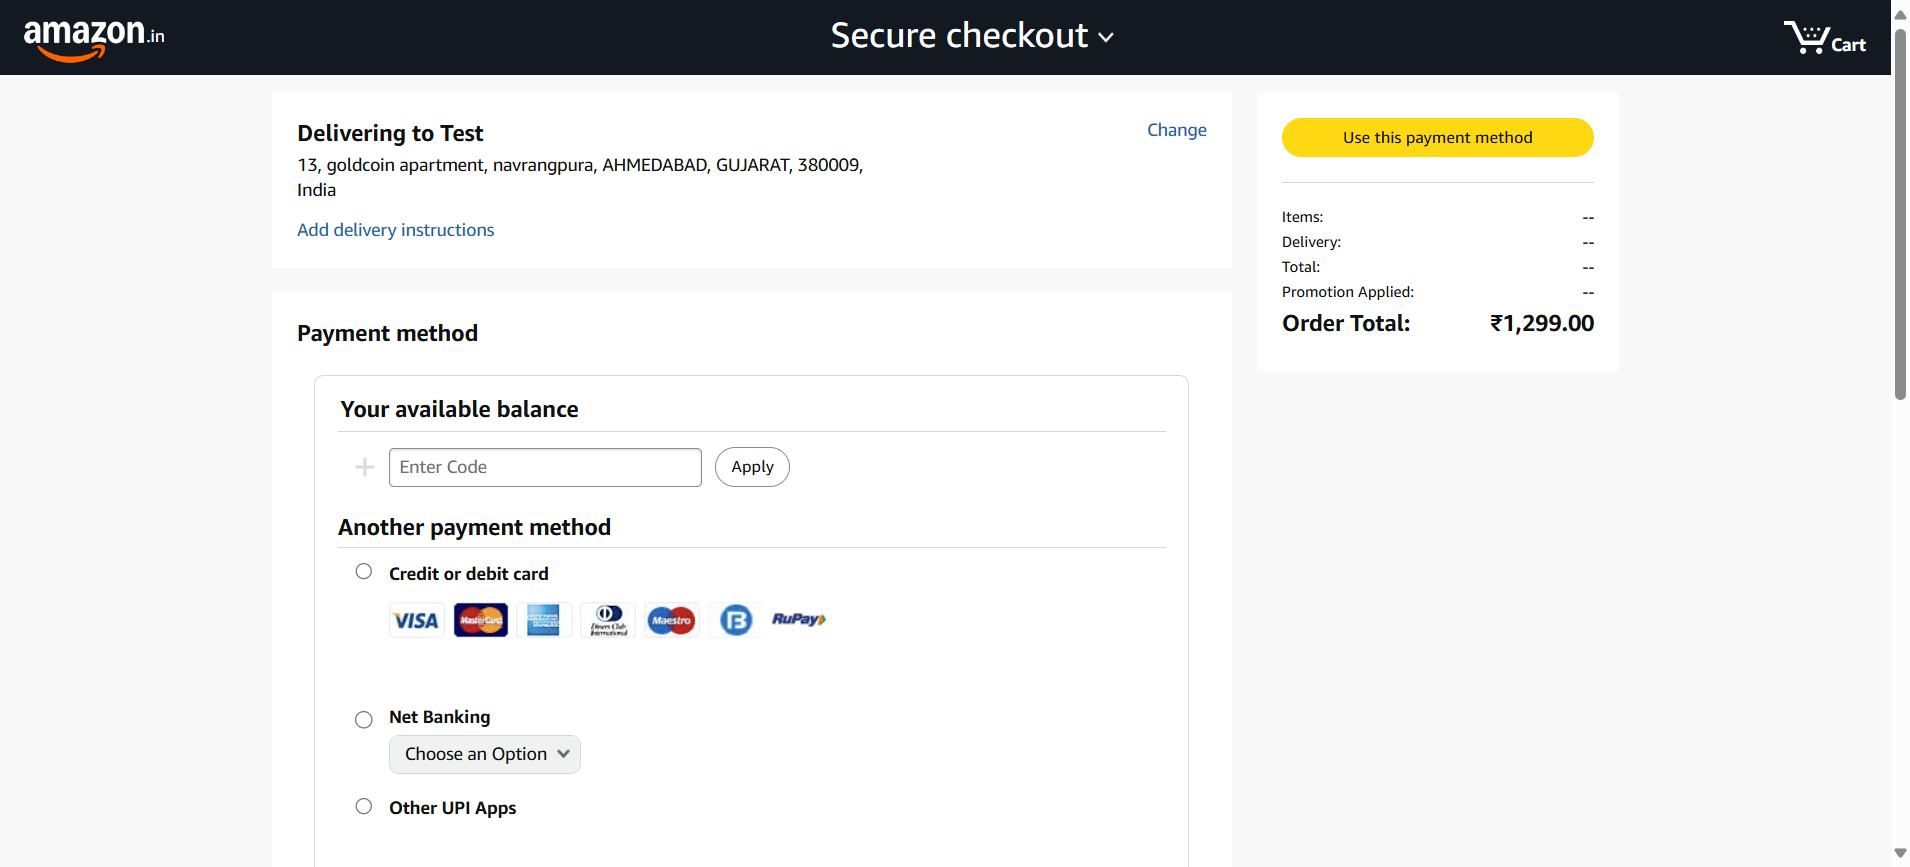 amazon.in
Secure checkout
Cart
Delivering to Test
Change
13, goldcoin apartment, navrangpura, AHMEDABAD, GUJARAT, 380009,
India
Add delivery instructions
Payment method
Your available balance
Enter Code
Apply
Another payment method
Credit or debit card
VISA
MasterCard
Diners Club
International
Maestro
B
RuPay
Net Banking
Choose an Option
Other UPI Apps
Use this payment method
Items: --
Delivery: --
Total: --
Promotion Applied: --
Order Total: ₹1,299.00